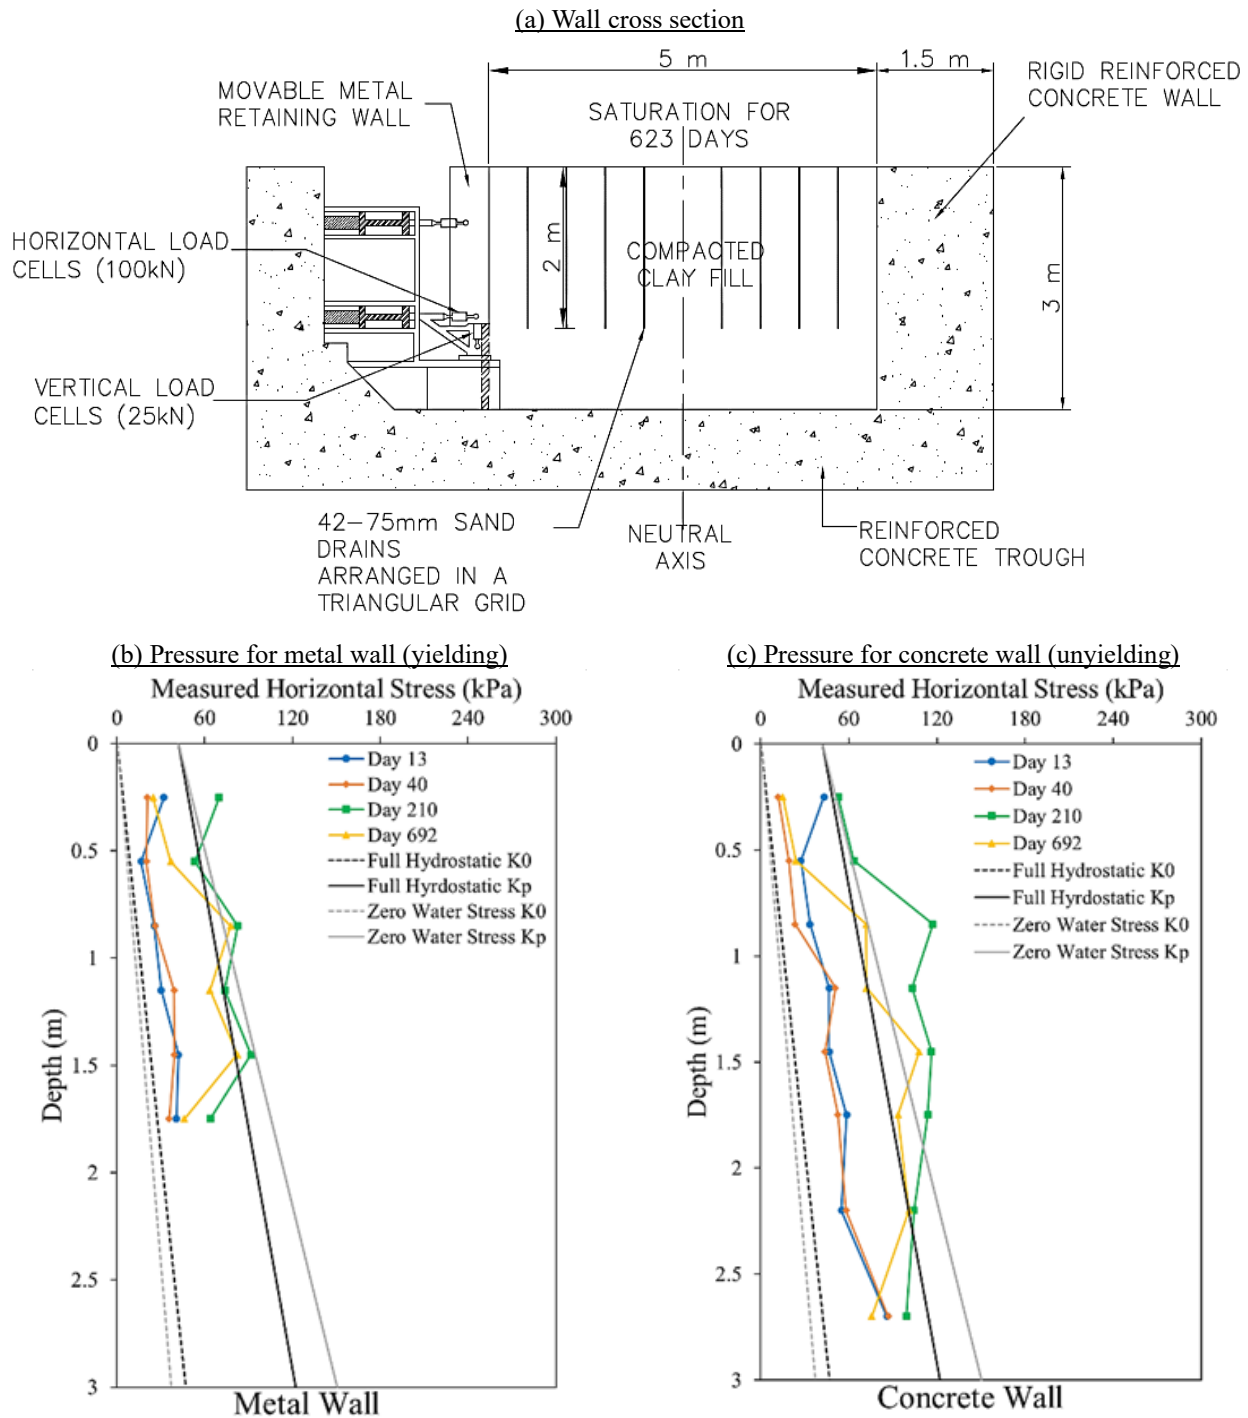 (a) Wall cross section
5 m
1.5 m
MOVABLE METAL
RETAINING WALL
SATURATION FOR
623 DAYS
RIGID REINFORCED
CONCRETE WALL
HORIZONTAL LOAD
CELLS (100kN)
2 m
COMPACTED
CLAY FILL
3 m
VERTICAL LOAD
CELLS (25kN)
42-75mm SAND
DRAINS
ARRANGED IN A
TRIANGULAR GRID
NEUTRAL
AXIS
REINFORCED
CONCRETE TROUGH
(b) Pressure for metal wall (yielding)
Measured Horizontal Stress (kPa)
0 60 120 180 240 300
0
0.5
1
1.5
2
2.5
3
Depth (m)
Day 13
Day 40
Day 210
Day 692
Full Hydrostatic K0
Full Hyrdostatic Kp
Zero Water Stress K0
Zero Water Stress Kp
Metal Wall
(c) Pressure for concrete wall (unyielding)
Measured Horizontal Stress (kPa)
0 60 120 180 240 300
0
0.5
1
1.5
2
2.5
3
Depth (m)
Day 13
Day 40
Day 210
Day 692
Full Hydrostatic K0
Full Hyrdostatic Kp
Zero Water Stress K0
Zero Water Stress Kp
Concrete Wall